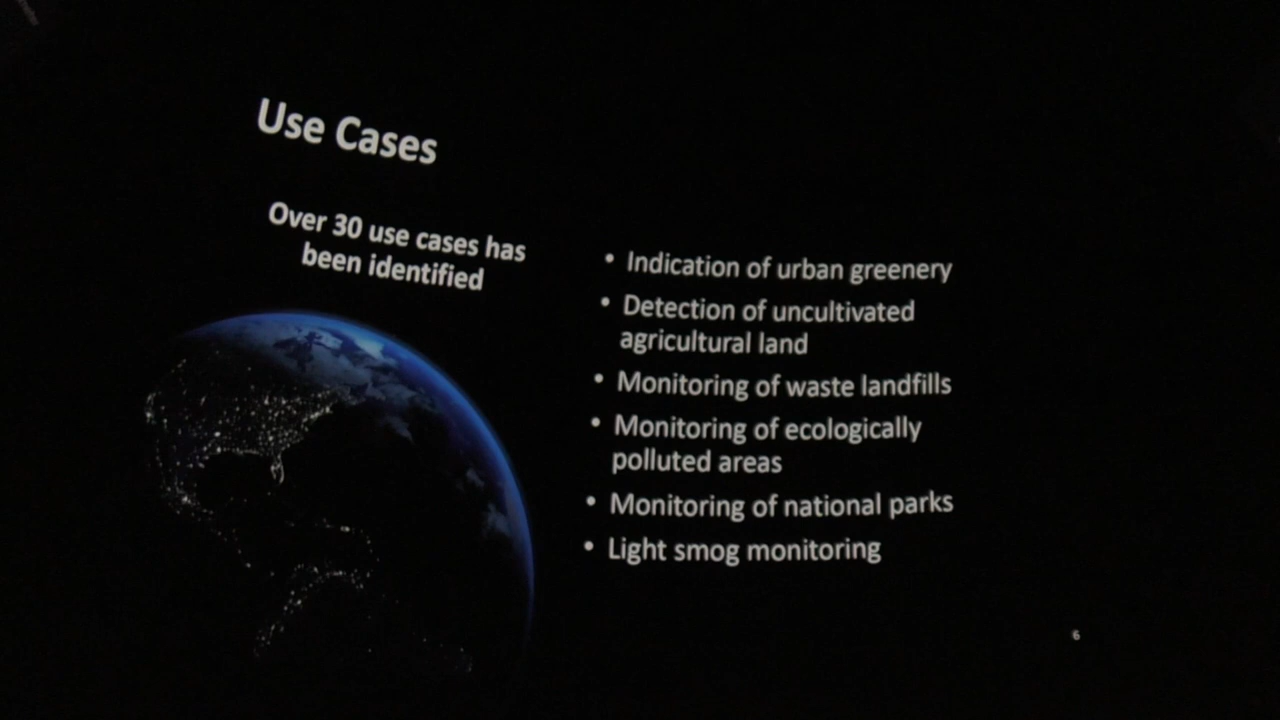 Use Cases
Over 30 use cases has
been identified
• Indication of urban greenery
• Detection of uncultivated
agricultural land
• Monitoring of waste landfills
• Monitoring of ecologically
polluted areas
• Monitoring of national parks
• Light smog monitoring
6